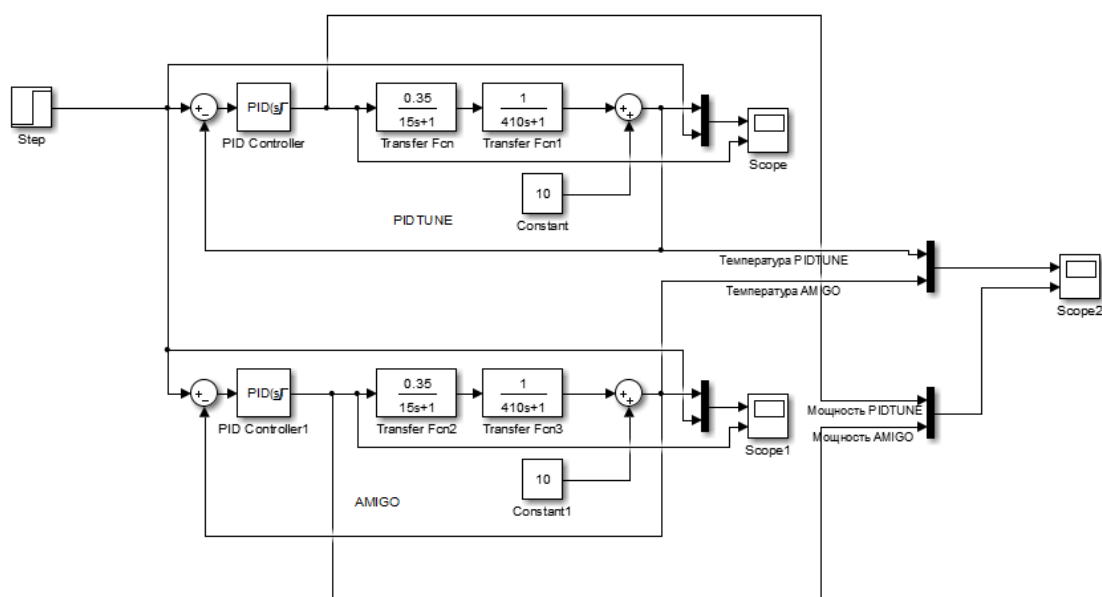 Step
+
−
PID(s)
PID Controller
0.35
15s+1
Transfer Fcn
1
410s+1
Transfer Fcn1
+
+
10
Constant
Scope
PIDTUNE
Температура PIDTUNE
Температура AMIGO
Scope2
+
−
PID(s)
PID Controller1
0.35
15s+1
Transfer Fcn2
1
410s+1
Transfer Fcn3
+
+
10
Constant1
Scope1
Мощность PIDTUNE
Мощность AMIGO
AMIGO